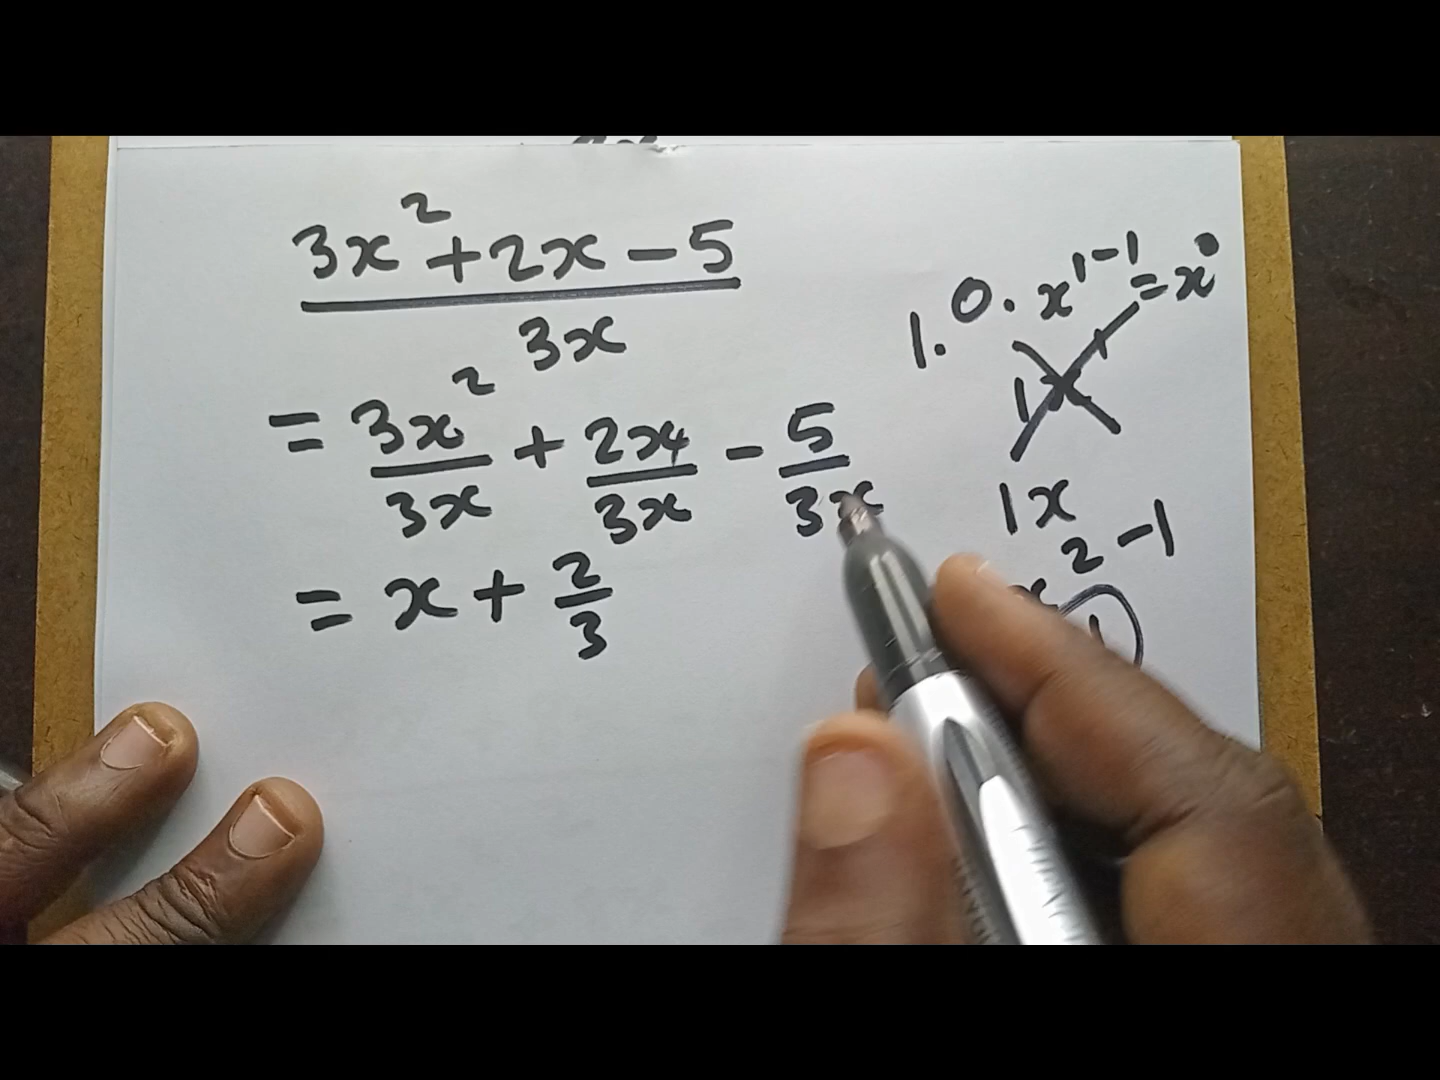 3x² + 2x - 5
3x
= 3x²/3x + 2x/3x - 5/3x
= x + 2/3
1. 0. x¹⁻¹ = x⁰
1x
2 - 1